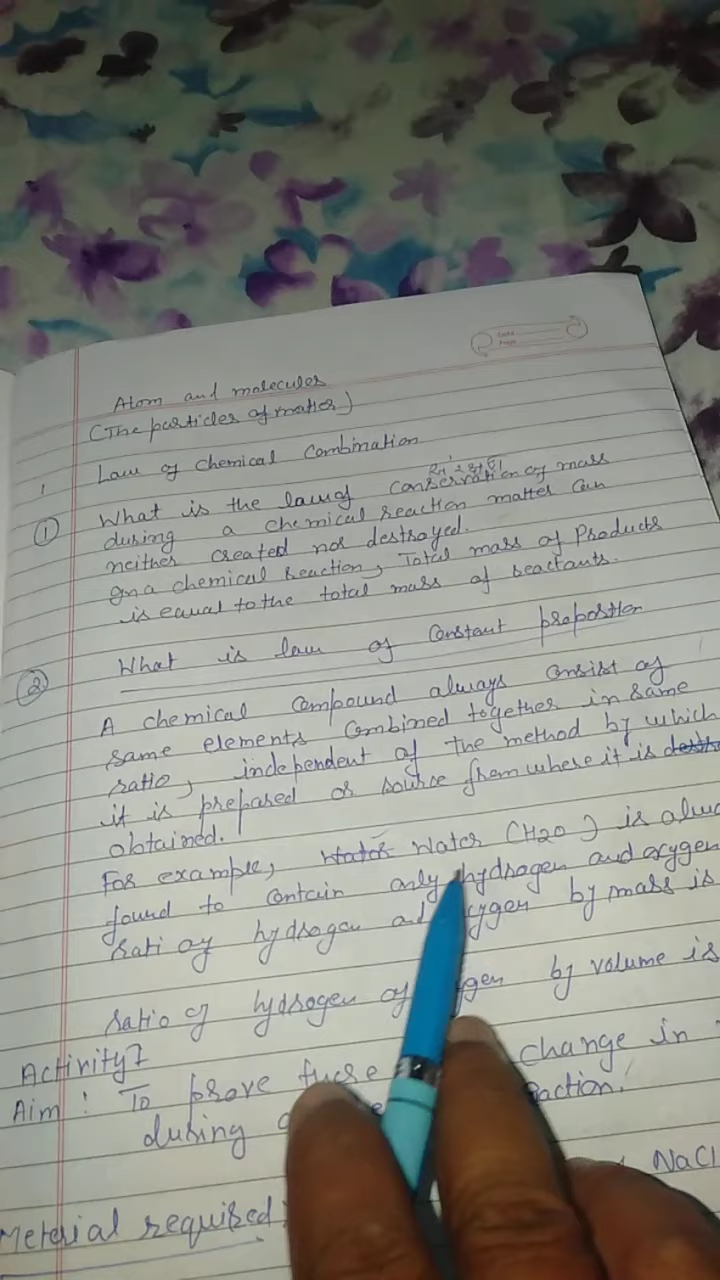 Atom and molecules
(The particles of matter)
Law of Chemical Combination
① What is the law of conservation of mass
during a chemical reaction matter can
neither created nor destroyed.
In a chemical reaction, Total mass of Products
is equal to the total mass of reactants.
② What is law of Constant proposition
A chemical compound always consist of
same elements combined together in same
ratio, independent of the method by which
it is prepared or source from where it is
obtained.
For example, Water Water (H2O) is alwa
found to contain only hydrogen and oxygen
rati of hydrogen by mass is
ratio of hydrogen of by volume is
Activity 7
Aim : To prove change in
during
NaCl
Meterial required :